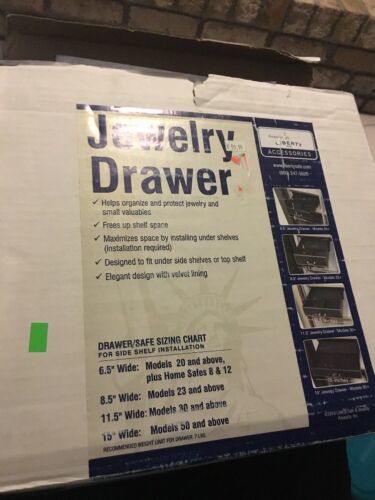 Jewelry
Drawer
LIBERTY
ACCESSORIES
www.libertysafe.com
✓ Helps organize and protect jewelry and
small valuables
✓ Frees up shelf space
✓ Maximizes space by installing under shelves
(installation required)
✓ Designed to fit under side shelves or top shelf
✓ Elegant design with velvet lining
DRAWER/SAFE SIZING CHART
FOR SIDE SHELF INSTALLATION
6.5" Wide: Models 20 and above,
plus Home Safes 8 & 12
8.5" Wide: Models 23 and above
11.5" Wide: Models 30 and above
15" Wide: Models 50 and above
RECOMMENDED WEIGHT LIMIT FOR DRAWER: 7 LBS.